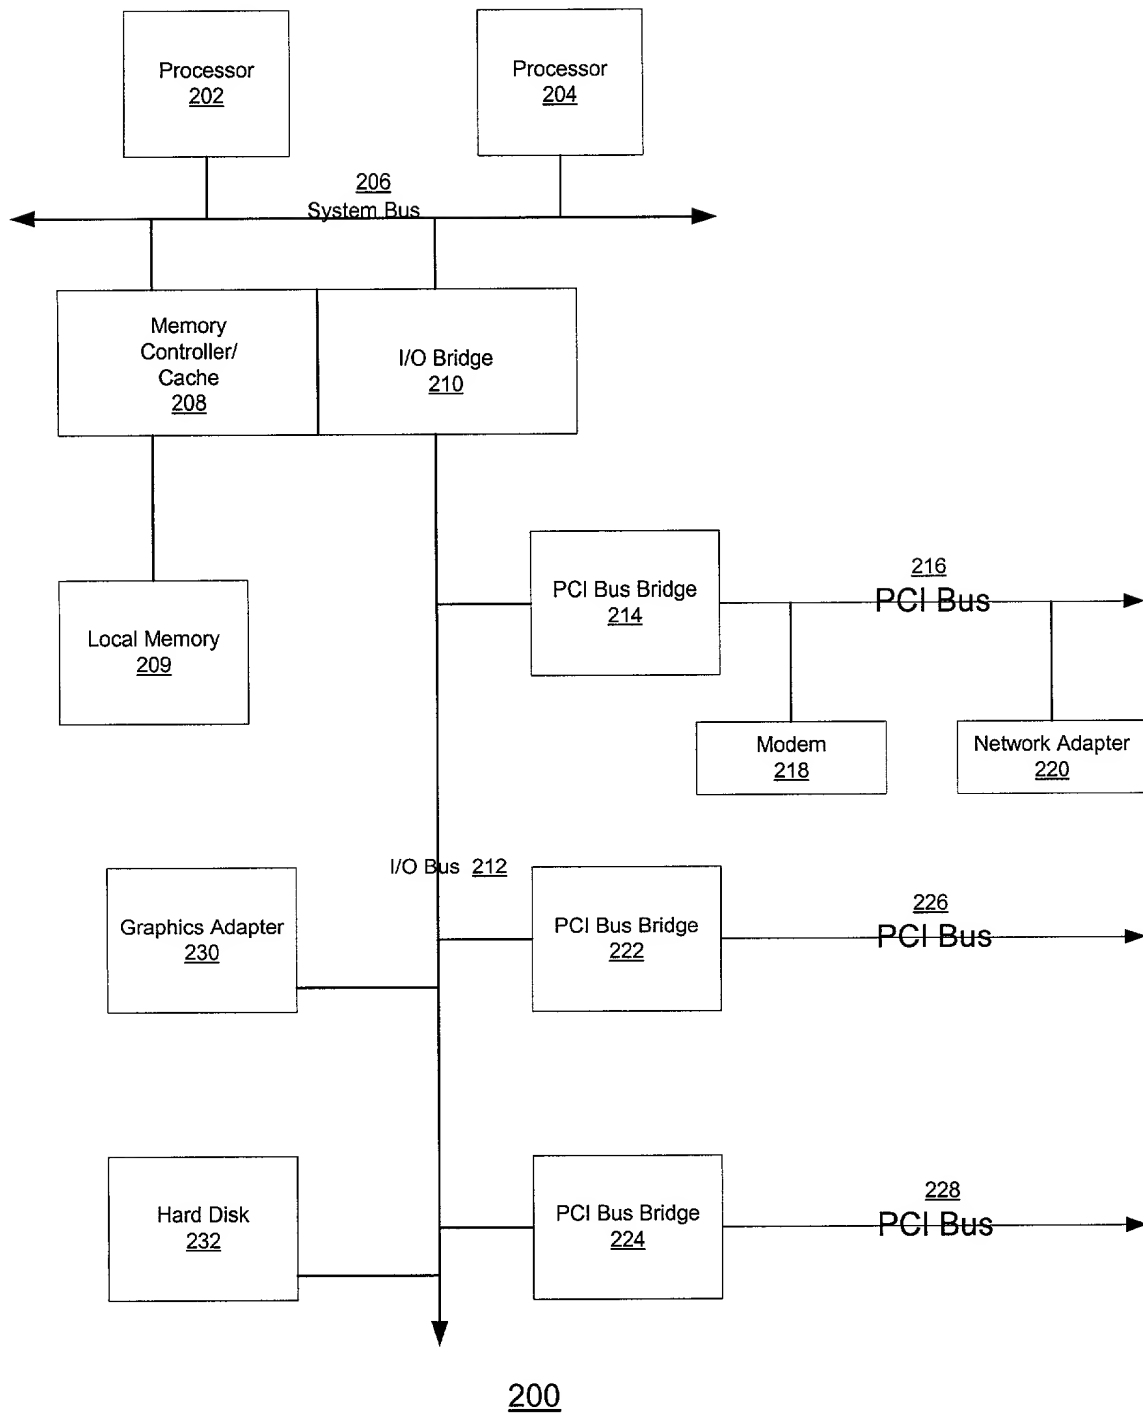 Processor
202
Processor
204
206
System Bus
Memory
Controller/
Cache
208
I/O Bridge
210
PCI Bus Bridge
214
216
PCI Bus
Local Memory
209
Modem
218
Network Adapter
220
I/O Bus 212
Graphics Adapter
230
PCI Bus Bridge
222
226
PCI Bus
Hard Disk
232
PCI Bus Bridge
224
228
PCI Bus
200